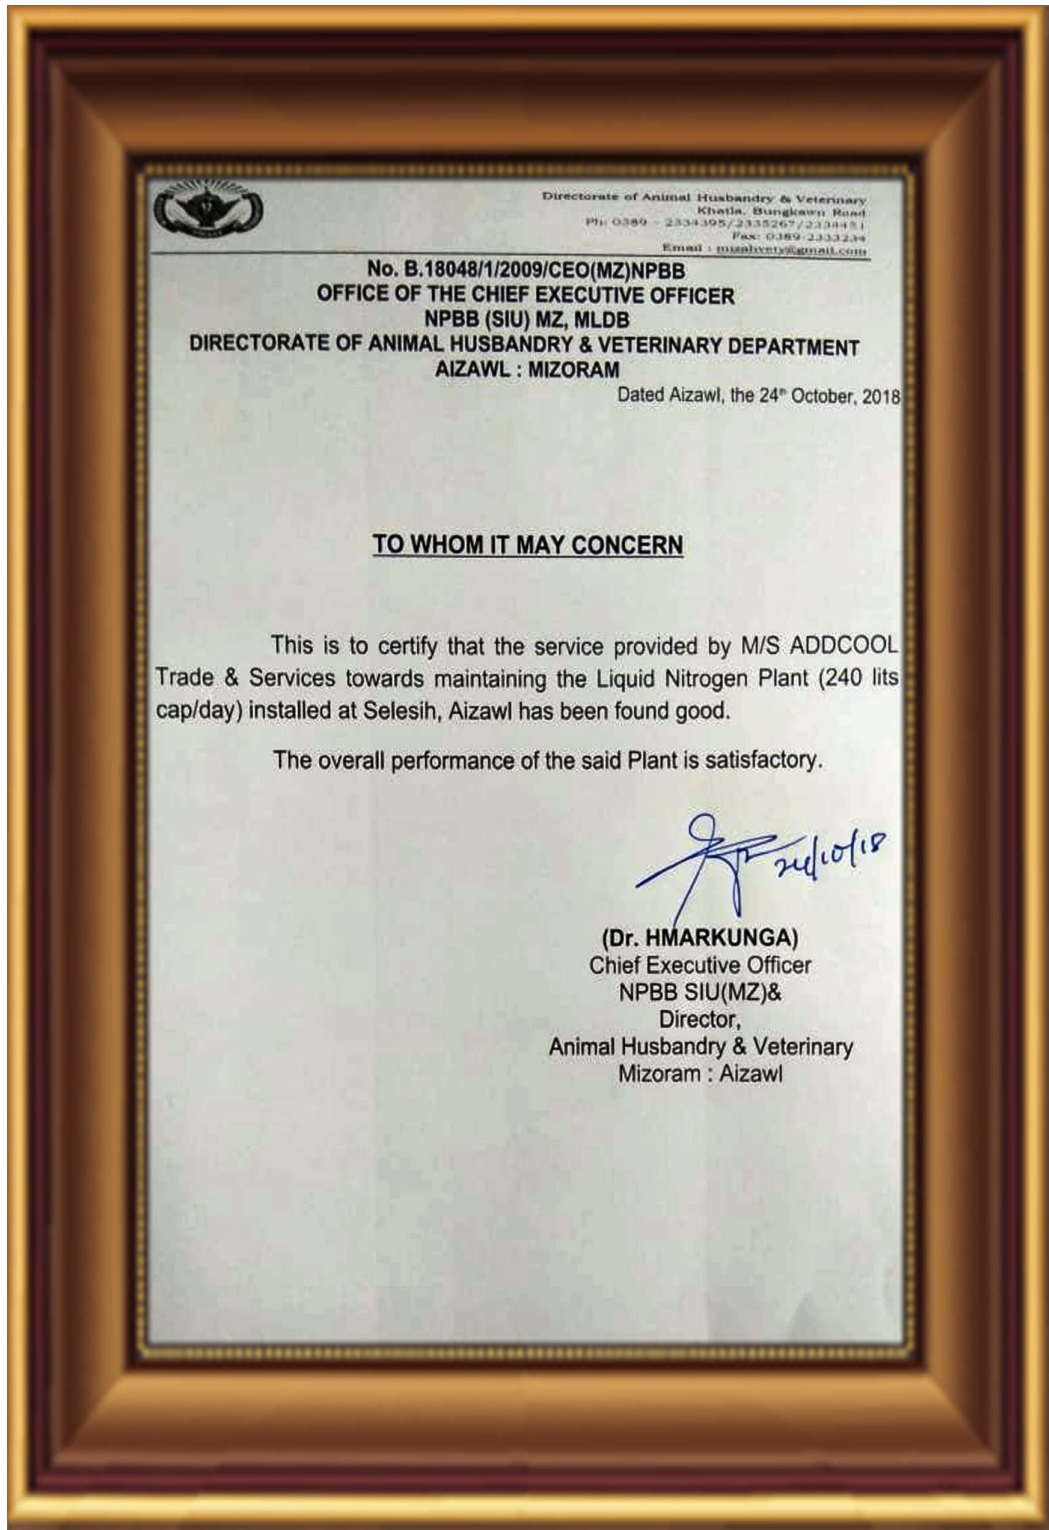 Directorate of Animal Husbandry & Veterinary
Khatla, Bungkawn Road
Ph: 0389 - 2334395/2335267/2334451
Fax: 0389-2333234
Email : mizahvety@gmail.com
No. B.18048/1/2009/CEO(MZ)NPBB
OFFICE OF THE CHIEF EXECUTIVE OFFICER
NPBB (SIU) MZ, MLDB
DIRECTORATE OF ANIMAL HUSBANDRY & VETERINARY DEPARTMENT
AIZAWL : MIZORAM
Dated Aizawl, the 24th October, 2018
TO WHOM IT MAY CONCERN
This is to certify that the service provided by M/S ADDCOOL
Trade & Services towards maintaining the Liquid Nitrogen Plant (240 lits
cap/day) installed at Selesih, Aizawl has been found good.
The overall performance of the said Plant is satisfactory.
24/10/18
(Dr. HMARKUNGA)
Chief Executive Officer
NPBB SIU(MZ)&
Director,
Animal Husbandry & Veterinary
Mizoram : Aizawl